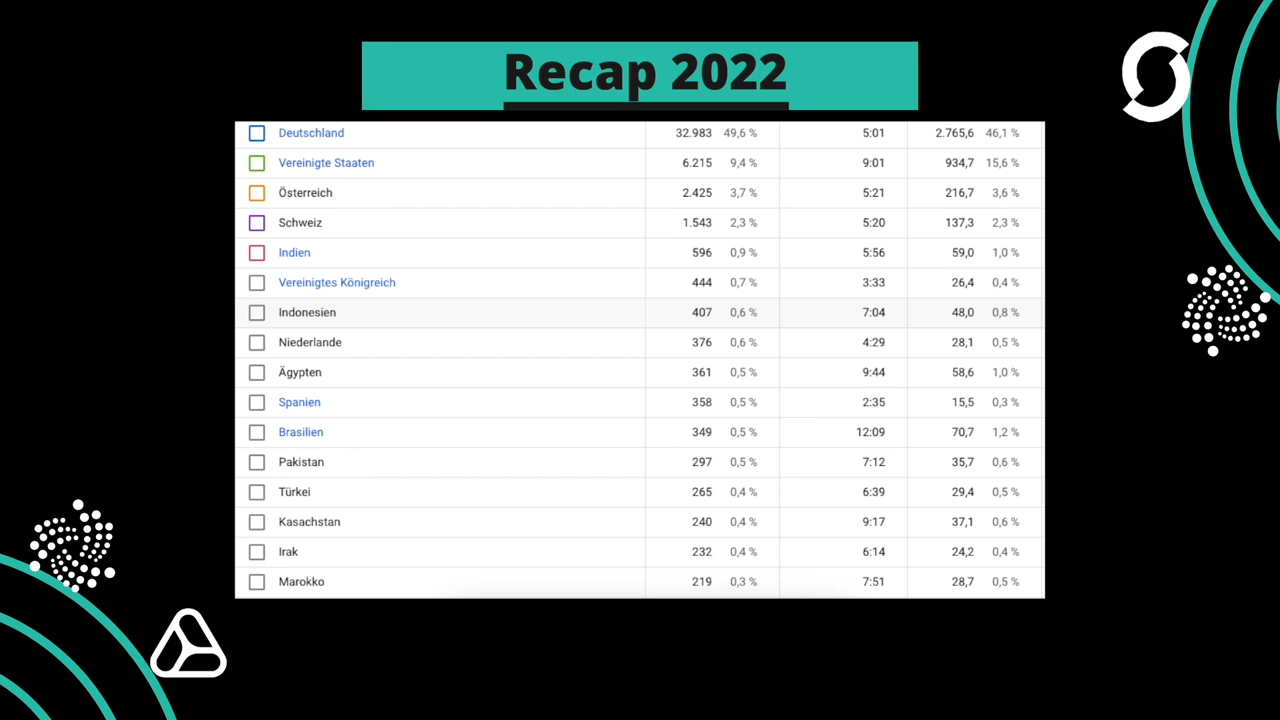 Recap 2022
Deutschland 32.983 49,6 % 5:01 2.765,6 46,1 %
Vereinigte Staaten 6.215 9,4 % 9:01 934,7 15,6 %
Österreich 2.425 3,7 % 5:21 216,7 3,6 %
Schweiz 1.543 2,3 % 5:20 137,3 2,3 %
Indien 596 0,9 % 5:56 59,0 1,0 %
Vereinigtes Königreich 444 0,7 % 3:33 26,4 0,4 %
Indonesien 407 0,6 % 7:04 48,0 0,8 %
Niederlande 376 0,6 % 4:29 28,1 0,5 %
Ägypten 361 0,5 % 9:44 58,6 1,0 %
Spanien 358 0,5 % 2:35 15,5 0,3 %
Brasilien 349 0,5 % 12:09 70,7 1,2 %
Pakistan 297 0,5 % 7:12 35,7 0,6 %
Türkei 265 0,4 % 6:39 29,4 0,5 %
Kasachstan 240 0,4 % 9:17 37,1 0,6 %
Irak 232 0,4 % 6:14 24,2 0,4 %
Marokko 219 0,3 % 7:51 28,7 0,5 %